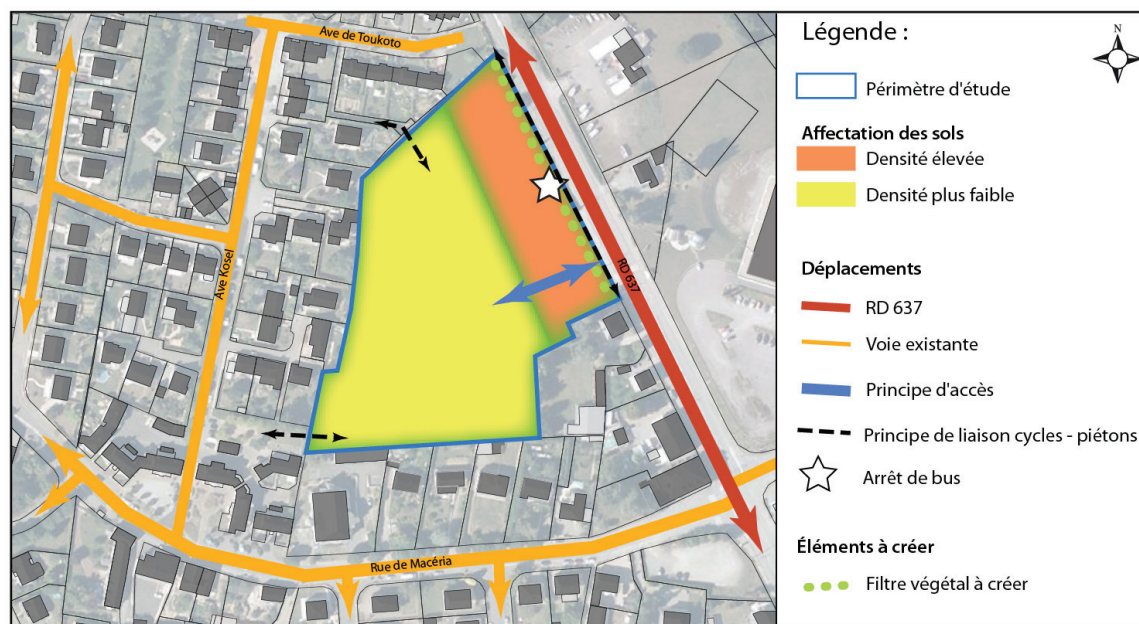 Ave de Toukoto
Ave Kosel
RD 637
Rue de Macéria
Légende :
N
Périmètre d'étude
Affectation des sols
Densité élevée
Densité plus faible
Déplacements
RD 637
Voie existante
Principe d'accès
Principe de liaison cycles - piétons
Arrêt de bus
Éléments à créer
Filtre végétal à créer